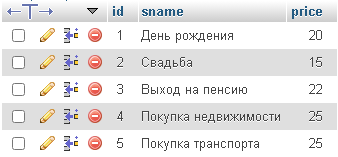 id sname price
1 День рождения 20
2 Свадьба 15
3 Выход на пенсию 22
4 Покупка недвижимости 25
5 Покупка транспорта 25